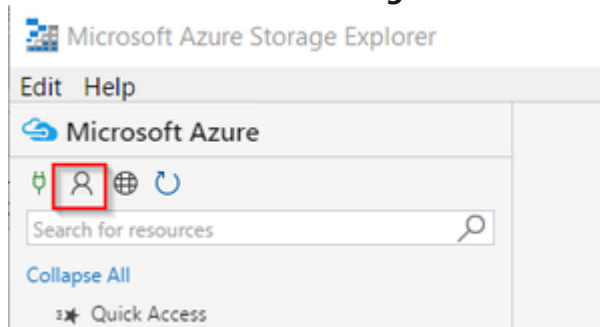 Microsoft Azure Storage Explorer
Edit Help
Microsoft Azure
Search for resources
Collapse All
Quick Access